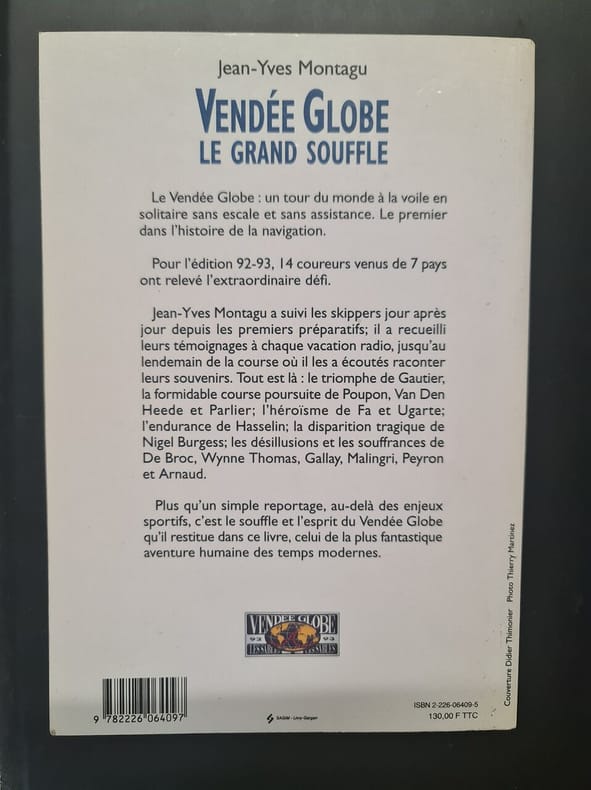 Jean-Yves Montagu
VENDÉE GLOBE
LE GRAND SOUFFLE
Le Vendée Globe : un tour du monde à la voile en
solitaire sans escale et sans assistance. Le premier
dans l'histoire de la navigation.
Pour l'édition 92-93, 14 coureurs venus de 7 pays
ont relevé l'extraordinaire défi.
Jean-Yves Montagu a suivi les skippers jour après
jour depuis les premiers préparatifs; il a recueilli
leurs témoignages à chaque vacation radio, jusqu'au
lendemain de la course où il les a écoutés raconter
leurs souvenirs. Tout est là : le triomphe de Gautier,
la formidable course poursuite de Poupon, Van Den
Heede et Parlier; l'héroïsme de Fa et Ugarte;
l'endurance de Hasselin; la disparition tragique de
Nigel Burgess; les désillusions et les souffrances de
De Broc, Wynne Thomas, Gallay, Malingri, Peyron
et Arnaud.
Plus qu'un simple reportage, au-delà des enjeux
sportifs, c'est le souffle et l'esprit du Vendée Globe
qu'il restitue dans ce livre, celui de la plus fantastique
aventure humaine des temps modernes.
VENDÉE GLOBE
92 93
LES SABLES LES SABLES
9 782226 064097
SAGIM - Livry-Gargan
ISBN 2-226-06409-5
130,00 F TTC
Couverture Didier Thimonier Photo Thierry Martinez